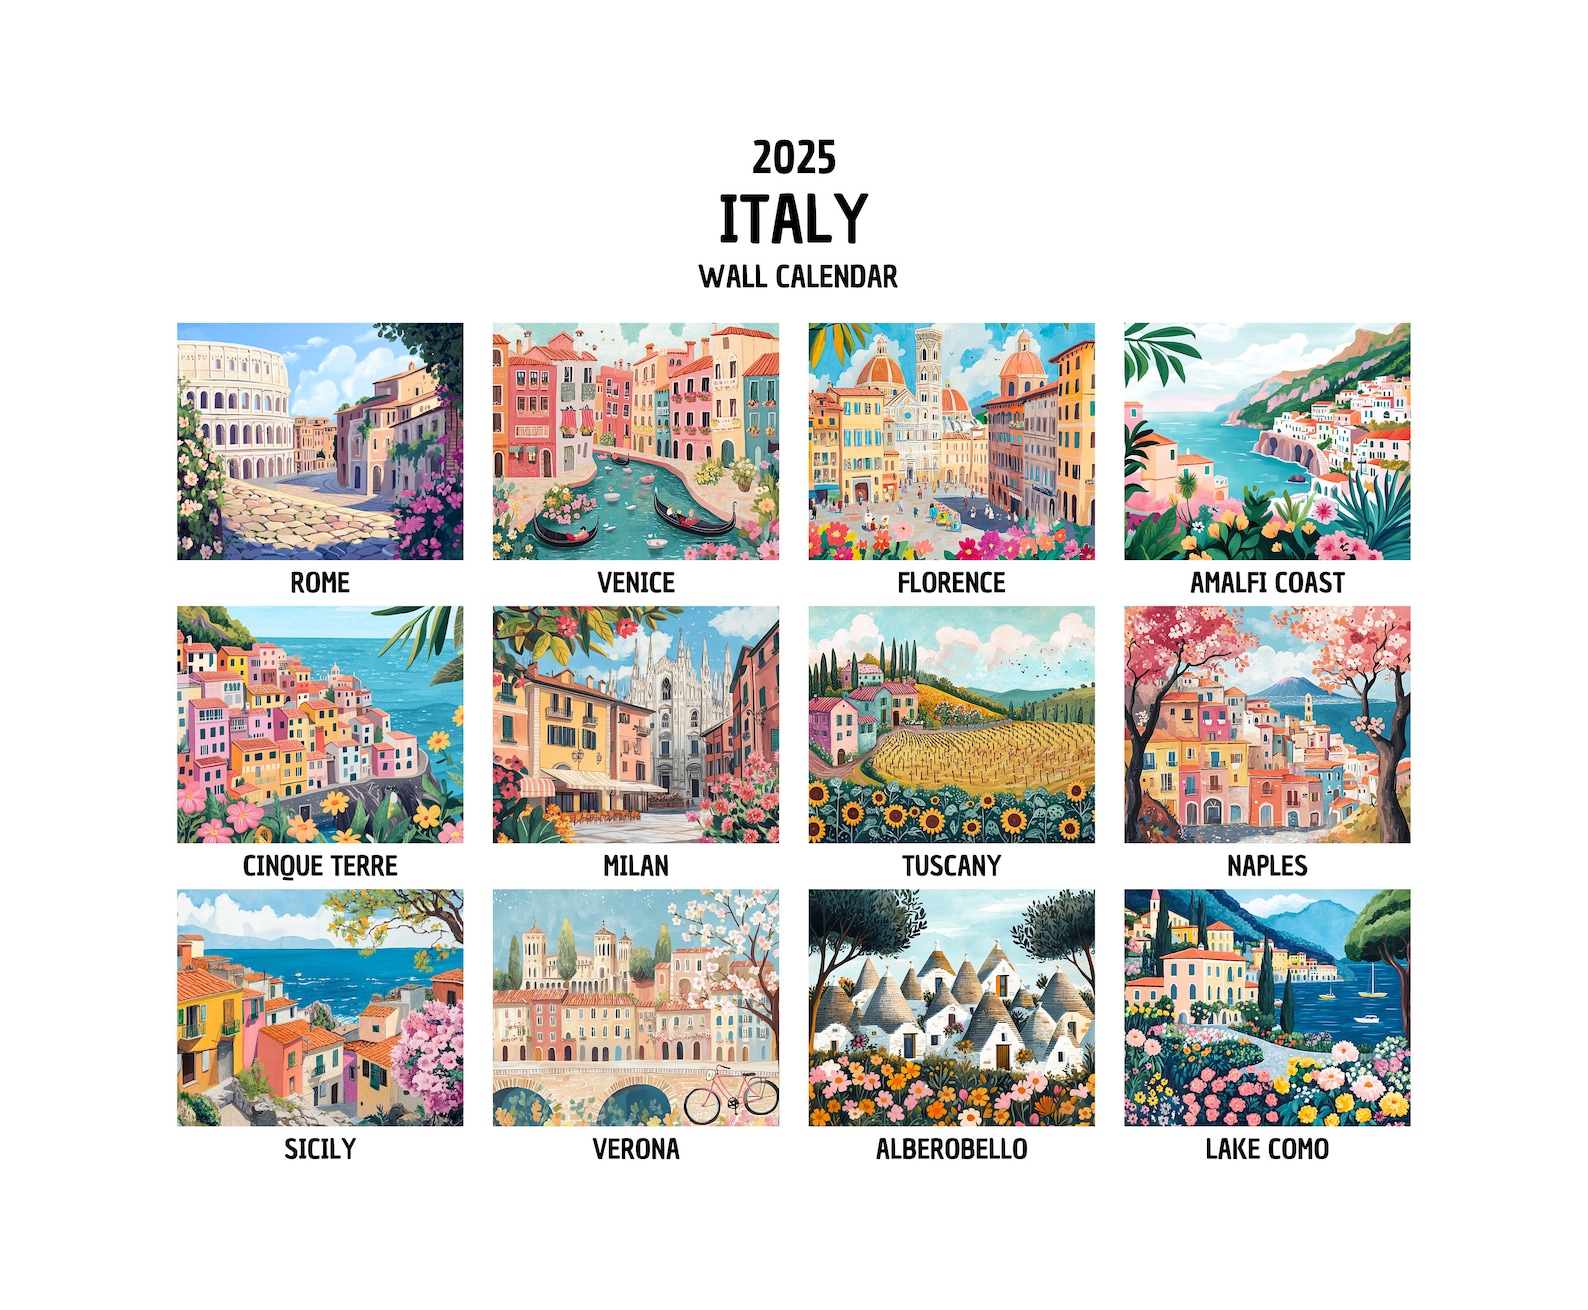 2025
ITALY
WALL CALENDAR
ROME
VENICE
FLORENCE
AMALFI COAST
CINQUE TERRE
MILAN
TUSCANY
NAPLES
SICILY
VERONA
ALBEROBELLO
LAKE COMO